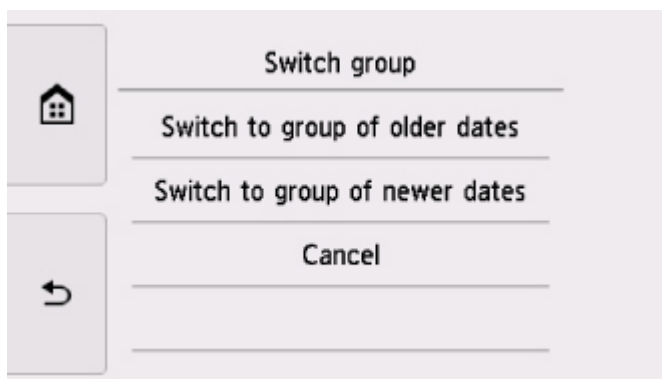 Switch group
Switch to group of older dates
Switch to group of newer dates
Cancel